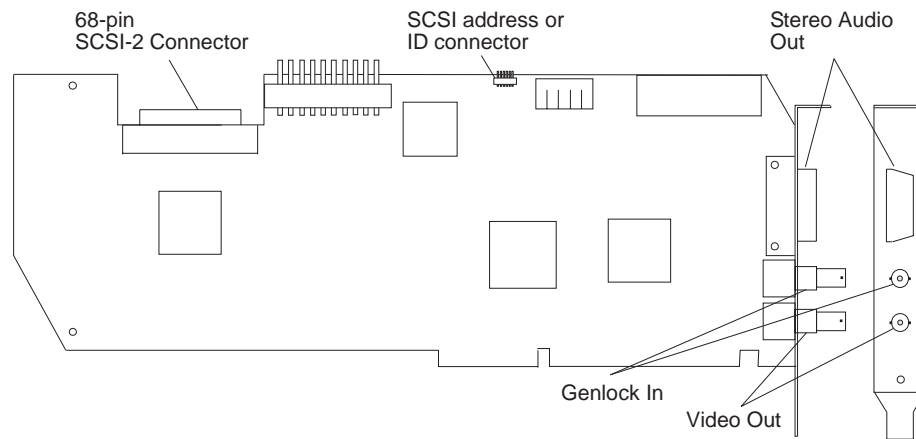 68-pin
SCSI-2 Connector
SCSI address or
ID connector
Stereo Audio
Out
Genlock In
Video Out